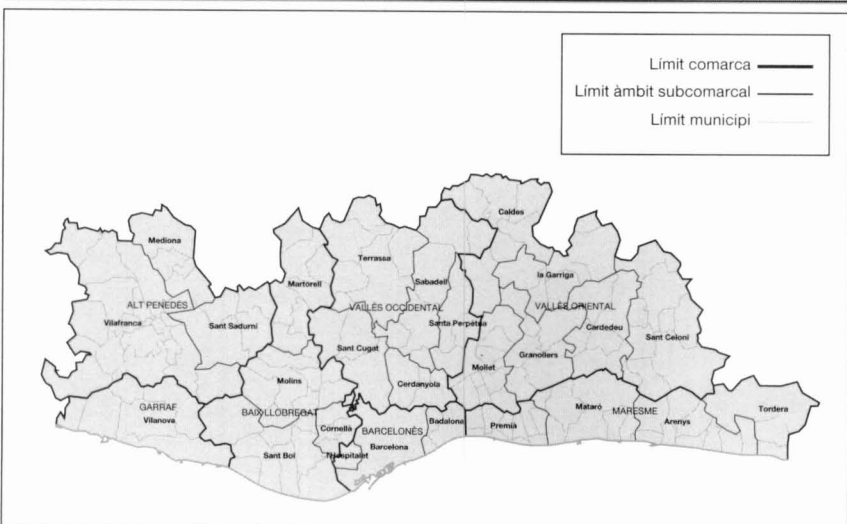 Límit comarca
Límit àmbit subcomarcal
Límit municipi
Caldes
Mediona
Terrassa
la Garriga
Martorell
Sabadell
ALT PENEDÈS
VALLÈS OCCIDENTAL
VALLÈS ORIENTAL
Vilafranca
Sant Sadurní
Santa Perpètua
Cardedeu
Sant Celoni
Sant Cugat
Mollet
Granollers
Molins
Cerdanyola
GARRAF
BAIX LLOBREGAT
Mataró
MARESME
Tordera
Vilanova
Cornellà
BARCELONÈS
Badalona
Premià
Arenys
Barcelona
Sant Boi
l'Hospitalet